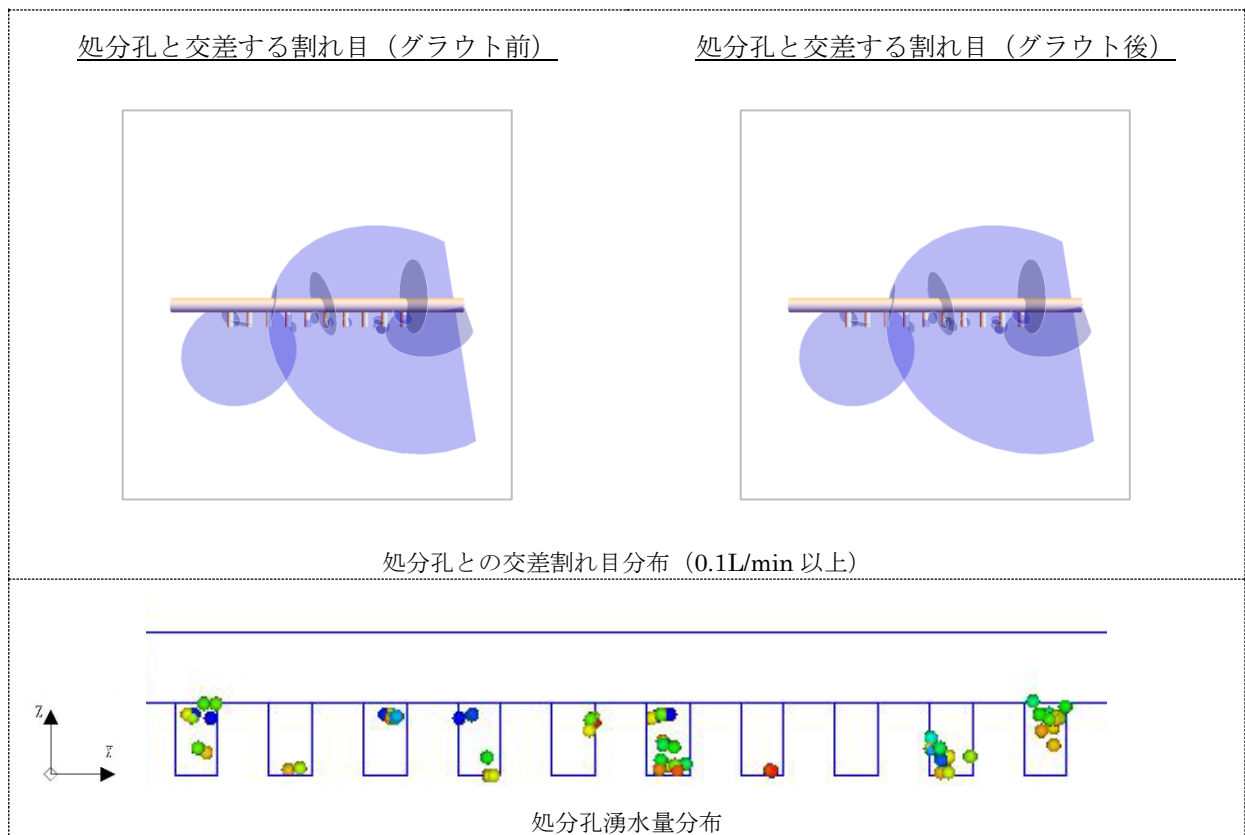 処分孔と交差する割れ目（グラウト前）
処分孔と交差する割れ目（グラウト後）
処分孔との交差割れ目分布（0.1L/min 以上）
Z
処分孔湧水量分布